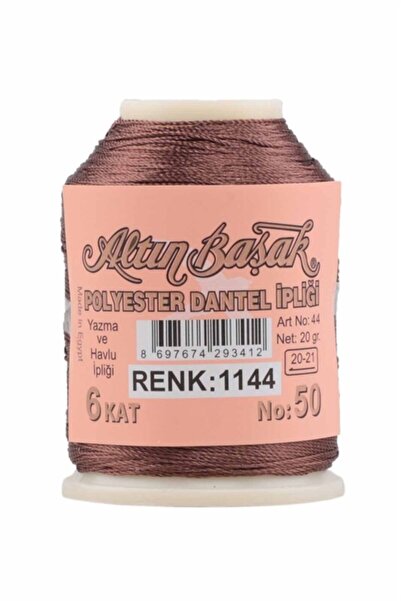 Altın Başak®
POLYESTER DANTEL İPLİĞİ
Made in Egypt
Yazma
ve
Havlu
İpliği
8 697674 293412
Art No: 44
Net: 20 gr.
20-21
RENK:1144
6 KAT
No: 50